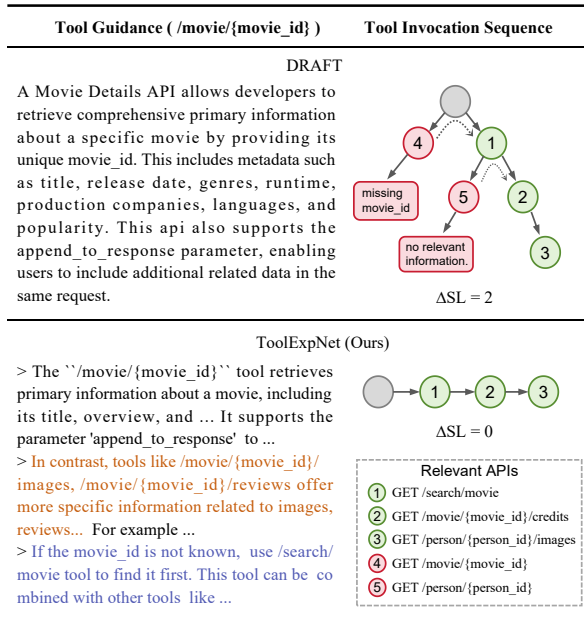 Tool Guidance ( /movie/{movie_id} ) Tool Invocation Sequence
DRAFT
A Movie Details API allows developers to
retrieve comprehensive primary information
about a specific movie by providing its
unique movie_id. This includes metadata such
as title, release date, genres, runtime,
production companies, languages, and
popularity. This api also supports the
append_to_response parameter, enabling
users to include additional related data in the
same request.
4
1
missing
movie_id
5
2
no relevant
information.
3
ΔSL = 2
ToolExpNet (Ours)
> The ``/movie/{movie_id}`` tool retrieves
primary information about a movie, including
its title, overview, and ... It supports the
parameter 'append_to_response' to ...
> In contrast, tools like /movie/{movie_id}/
images, /movie/{movie_id}/reviews offer
more specific information related to images,
reviews... For example ...
> If the movie_id is not known, use /search/
movie tool to find it first. This tool can be co
mbined with other tools like ...
1 2 3
ΔSL = 0
Relevant APIs
1 GET /search/movie
2 GET /movie/{movie_id}/credits
3 GET /person/{person_id}/images
4 GET /movie/{movie_id}
5 GET /person/{person_id}